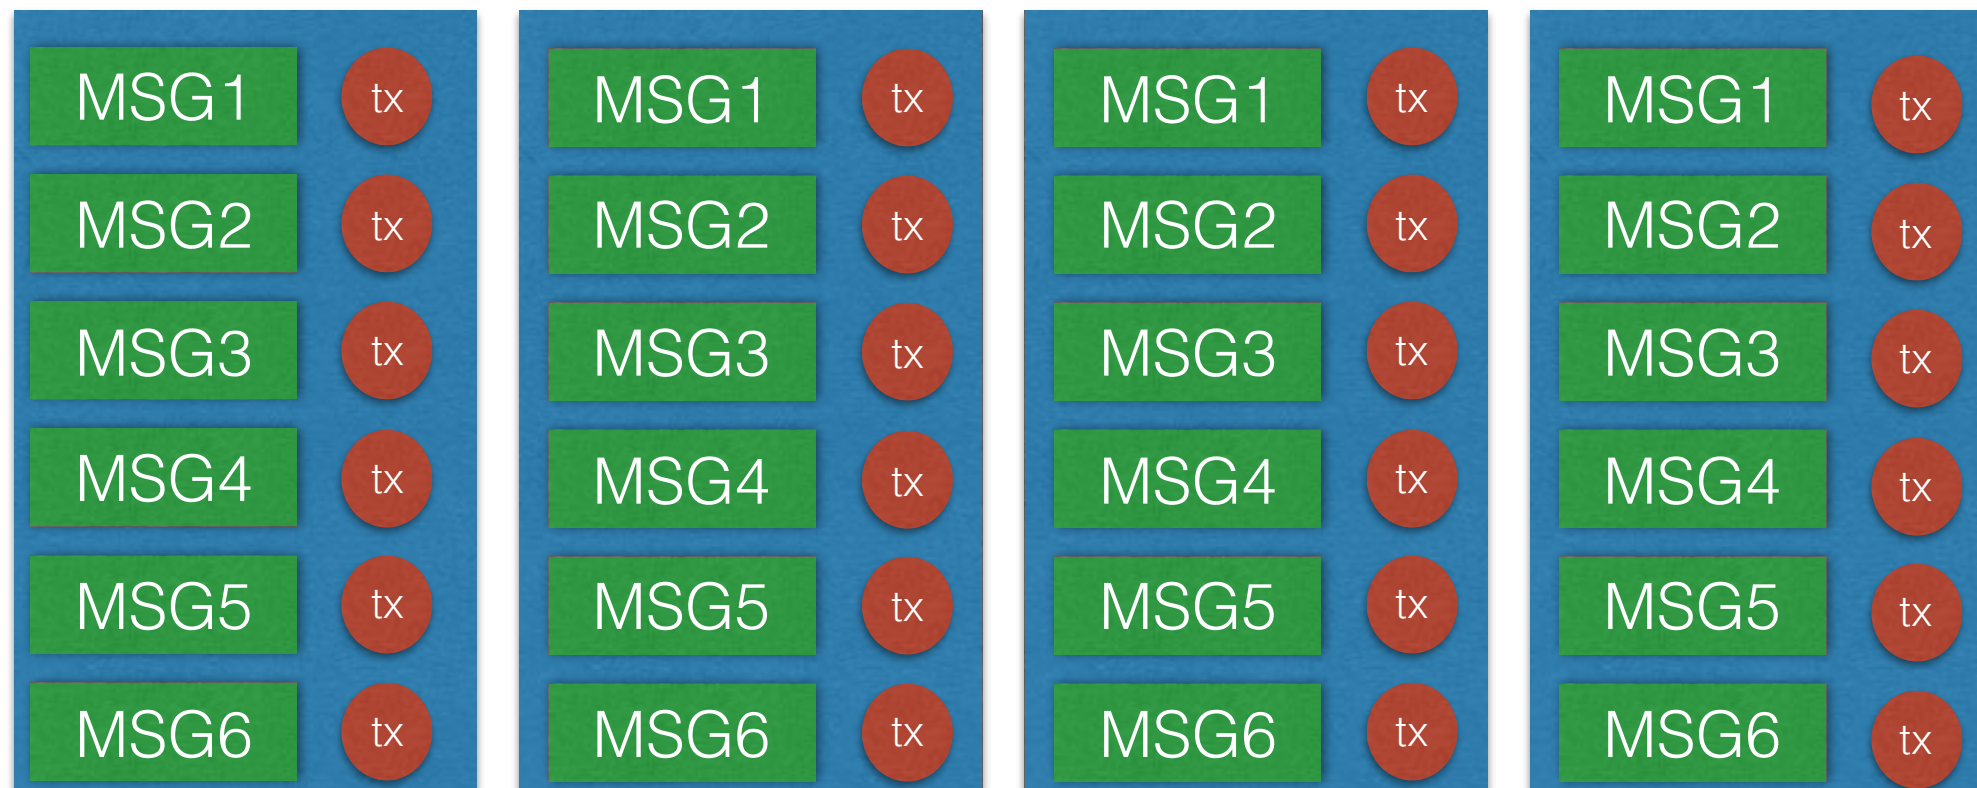 MSG1 tx MSG1 tx MSG1 tx MSG1 tx
MSG2 tx MSG2 tx MSG2 tx MSG2 tx
MSG3 tx MSG3 tx MSG3 tx MSG3 tx
MSG4 tx MSG4 tx MSG4 tx MSG4 tx
MSG5 tx MSG5 tx MSG5 tx MSG5 tx
MSG6 tx MSG6 tx MSG6 tx MSG6 tx